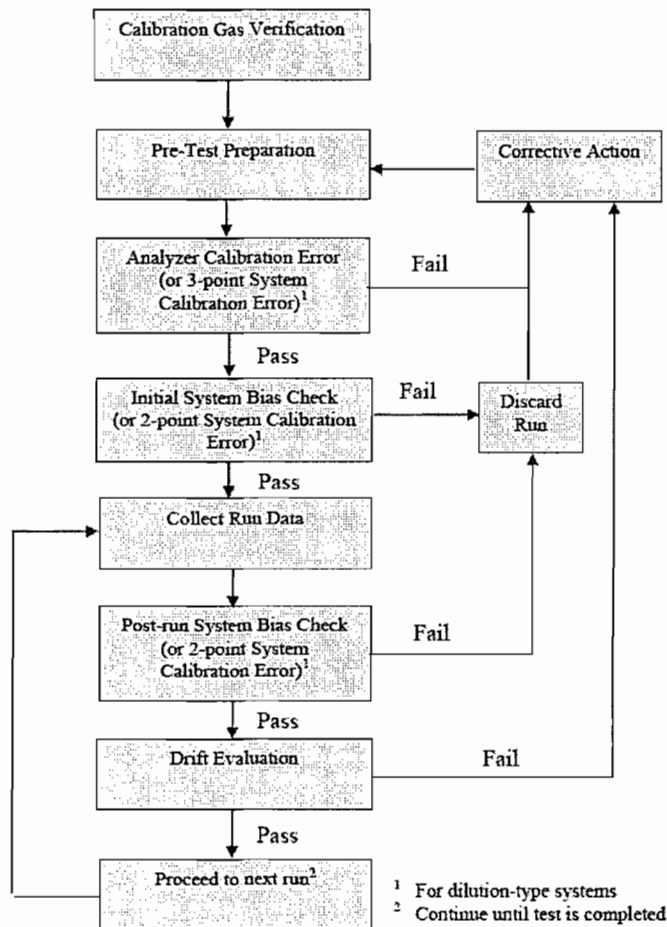 Calibration Gas Verification
Pre-Test Preparation
Corrective Action
Analyzer Calibration Error
(or 3-point System
Calibration Error)¹
Fail
Pass
Initial System Bias Check
(or 2-point System Calibration
Error)¹
Fail
Discard
Run
Pass
Collect Run Data
Post-run System Bias Check
(or 2-point System
Calibration Error)¹
Fail
Pass
Drift Evaluation
Fail
Pass
Proceed to next run²
¹ For dilution-type systems
² Continue until test is completed